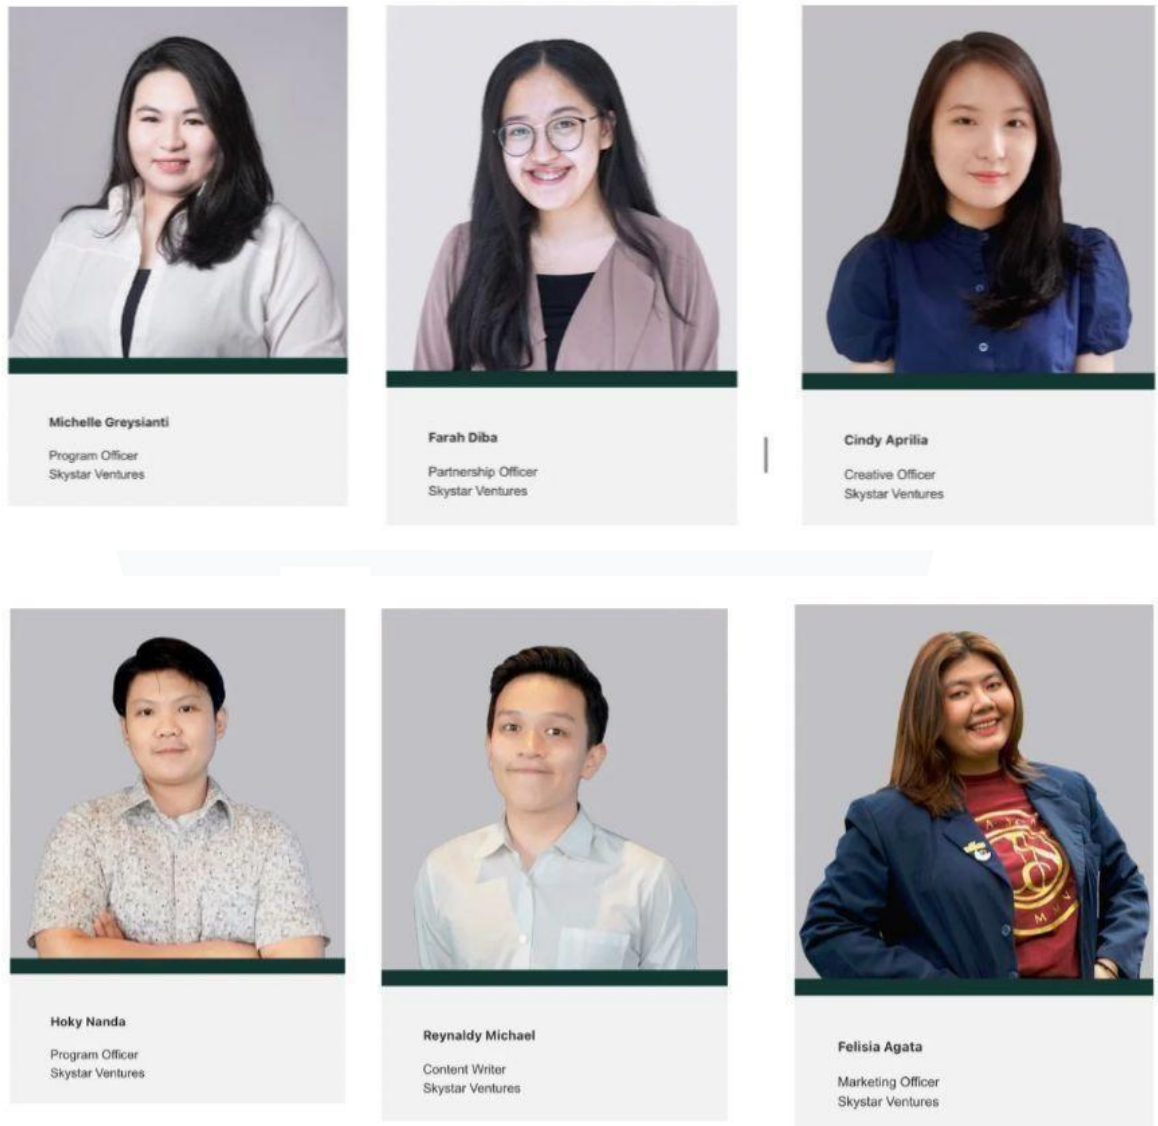 Michelle Greysianti
Program Officer
Skystar Ventures
Farah Diba
Partnership Officer
Skystar Ventures
Cindy Aprilia
Creative Officer
Skystar Ventures
Hoky Nanda
Program Officer
Skystar Ventures
Reynaldy Michael
Content Writer
Skystar Ventures
Felisia Agata
Marketing Officer
Skystar Ventures